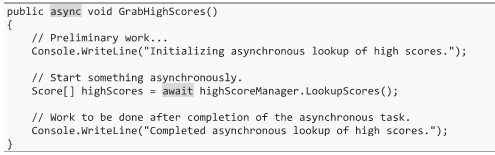 public async void GrabHighScores()
{
    // Preliminary work...
    Console.WriteLine("Initializing asynchronous lookup of high scores.");

    // Start something asynchronously.
    Score[] highScores = await highScoreManager.LookupScores();

    // Work to be done after completion of the asynchronous task.
    Console.WriteLine("Completed asynchronous lookup of high scores.");
}